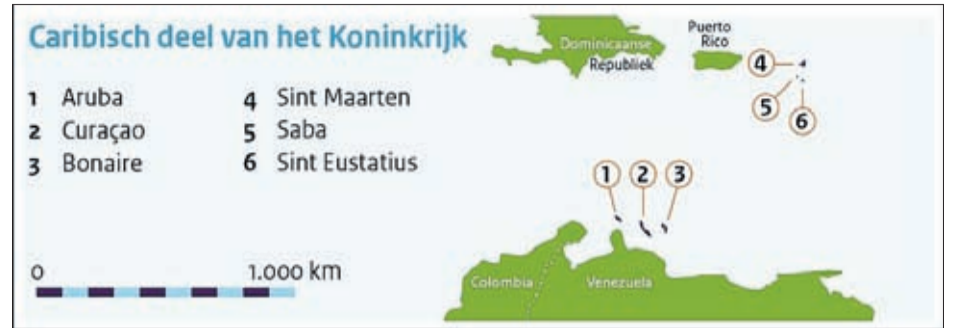 Caribisch deel van het Koninkrijk
1 Aruba
2 Curaçao
3 Bonaire
4 Sint Maarten
5 Saba
6 Sint Eustatius
0 1.000 km
Dominicaanse
Republiek
Puerto
Rico
4
5
6
1 2 3
Colombia
Venezuela